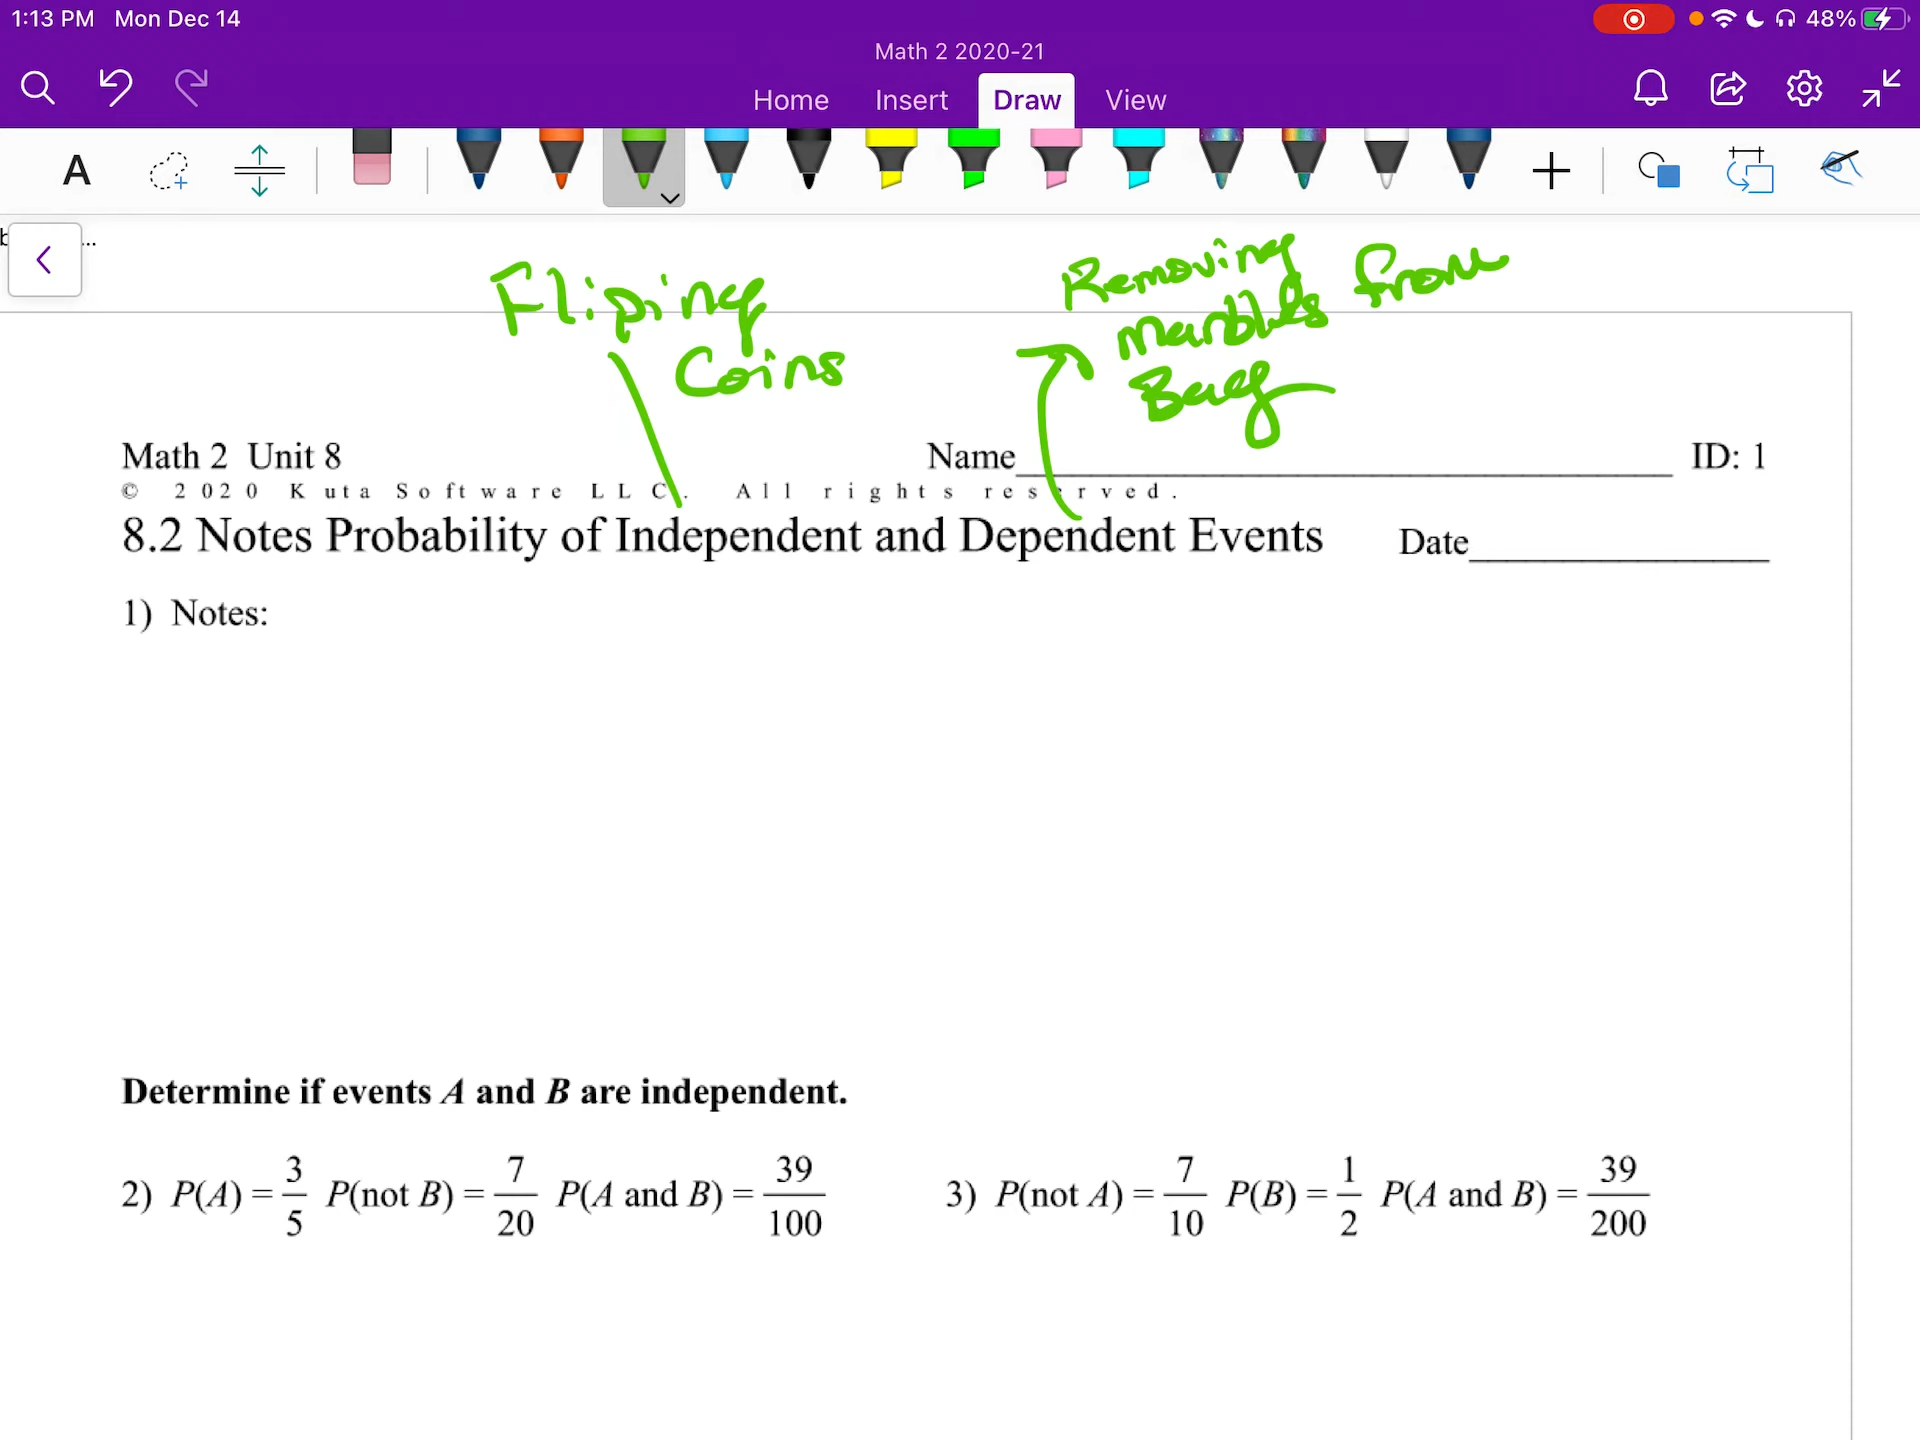 1:13 PM Mon Dec 14
48%
Math 2 2020-21
Home Insert Draw View
A
...
Fliping
Coins
Removing
Marbles from
Bag
Math 2 Unit 8 Name ID: 1
© 2020 Kuta Software LLC. All rights reserved.
8.2 Notes Probability of Independent and Dependent Events Date
1) Notes:
Determine if events A and B are independent.
2) P(A) = 3/5 P(not B) = 7/20 P(A and B) = 39/100
3) P(not A) = 7/10 P(B) = 1/2 P(A and B) = 39/200